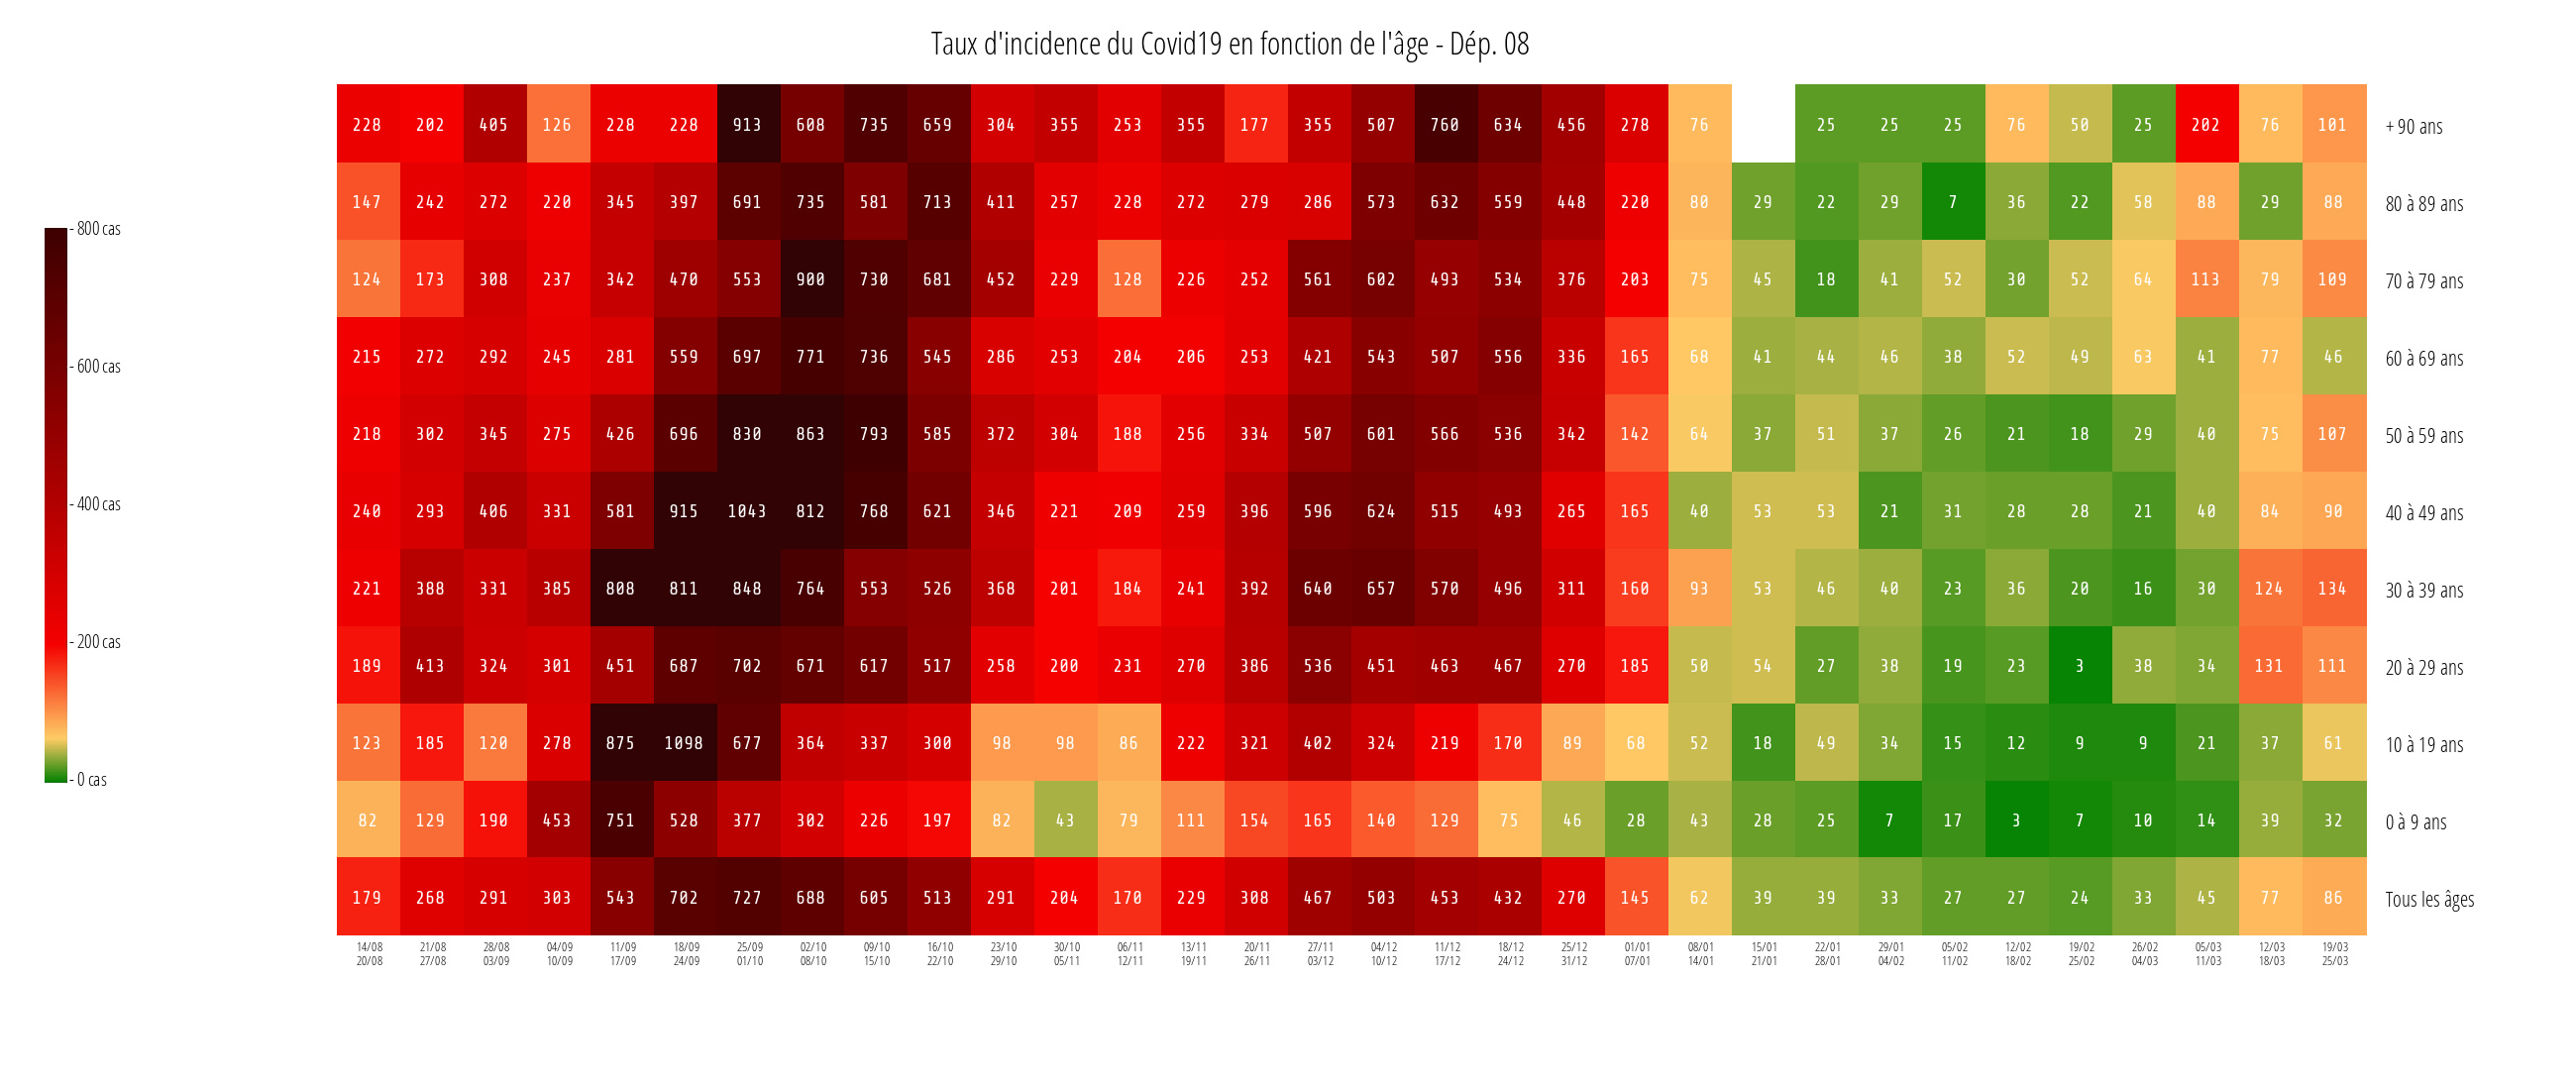 Taux d'incidence du Covid19 en fonction de l'âge - Dép. 08
- 800 cas
- 600 cas
- 400 cas
- 200 cas
- 0 cas
228 202 405 126 228 228 913 608 735 659 304 355 253 355 177 355 507 760 634 456 278 76 25 25 25 76 50 25 202 76 101 + 90 ans
147 242 272 220 345 397 691 735 581 713 411 257 228 272 279 286 573 632 559 448 220 80 29 22 29 7 36 22 58 88 29 88 80 à 89 ans
124 173 308 237 342 470 553 900 730 681 452 229 128 226 252 561 602 493 534 376 203 75 45 18 41 52 30 52 64 113 79 109 70 à 79 ans
215 272 292 245 281 559 697 771 736 545 286 253 204 206 253 421 543 507 556 336 165 68 41 44 46 38 52 49 63 41 77 46 60 à 69 ans
218 302 345 275 426 696 830 863 793 585 372 304 188 256 334 507 601 566 536 342 142 64 37 51 37 26 21 18 29 40 75 107 50 à 59 ans
240 293 406 331 581 915 1043 812 768 621 346 221 209 259 396 596 624 515 493 265 165 40 53 53 21 31 28 28 21 40 84 90 40 à 49 ans
221 388 331 385 808 811 848 764 553 526 368 201 184 241 392 640 657 570 496 311 160 93 53 46 40 23 36 20 16 30 124 134 30 à 39 ans
189 413 324 301 451 687 702 671 617 517 258 200 231 270 386 536 451 463 467 270 185 50 54 27 38 19 23 3 38 34 131 111 20 à 29 ans
123 185 120 278 875 1098 677 364 337 300 98 98 86 222 321 402 324 219 170 89 68 52 18 49 34 15 12 9 9 21 37 61 10 à 19 ans
82 129 190 453 751 528 377 302 226 197 82 43 79 111 154 165 140 129 75 46 28 43 28 25 7 17 3 7 10 14 39 32 0 à 9 ans
179 268 291 303 543 702 727 688 605 513 291 204 170 229 308 467 503 453 432 270 145 62 39 39 33 27 27 24 33 45 77 86 Tous les âges
14/08 21/08 28/08 04/09 11/09 18/09 25/09 02/10 09/10 16/10 23/10 30/10 06/11 13/11 20/11 27/11 04/12 11/12 18/12 25/12 01/01 08/01 15/01 22/01 29/01 05/02 12/02 19/02 26/02 05/03 12/03 19/03
20/08 27/08 03/09 10/09 17/09 24/09 01/10 08/10 15/10 22/10 29/10 05/11 12/11 19/11 26/11 03/12 10/12 17/12 24/12 31/12 07/01 14/01 21/01 28/01 04/02 11/02 18/02 25/02 04/03 11/03 18/03 25/03